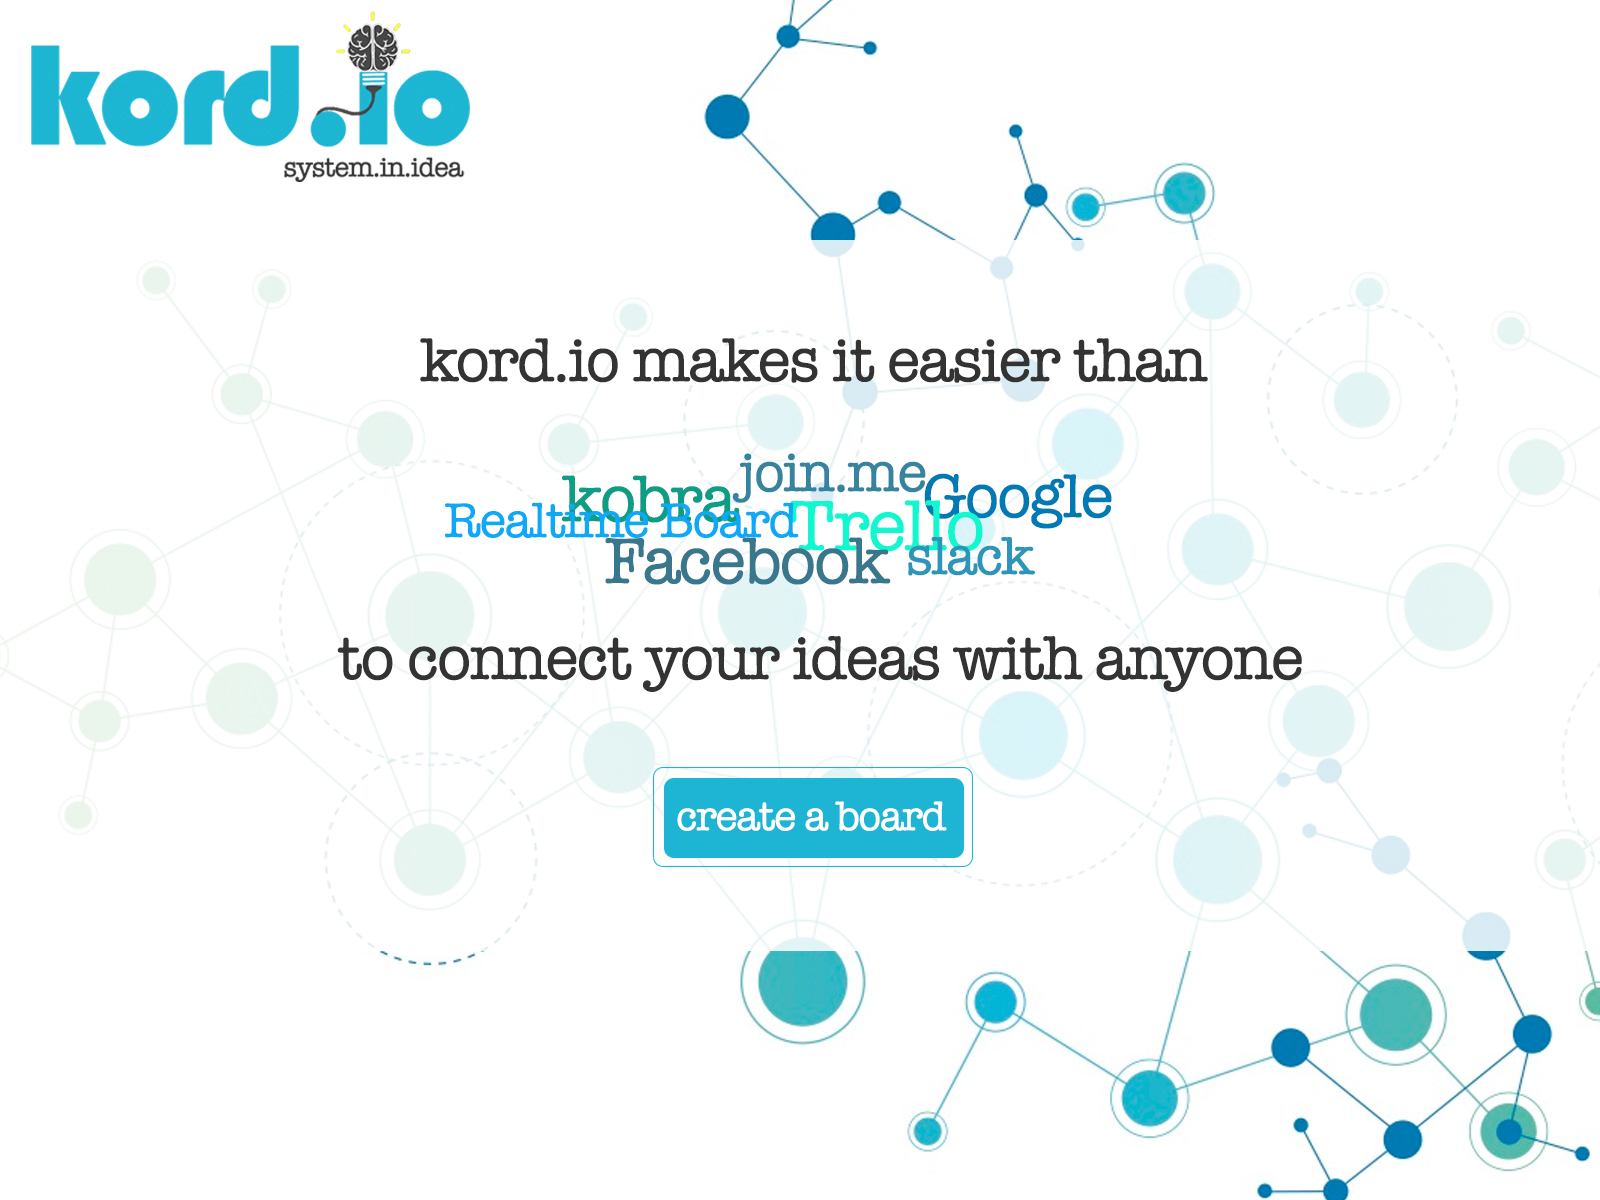 kord.io
system.in.idea
kord.io makes it easier than
join.me
kobra
Google
Realtime Board
Trello
Facebook
slack
to connect your ideas with anyone
create a board